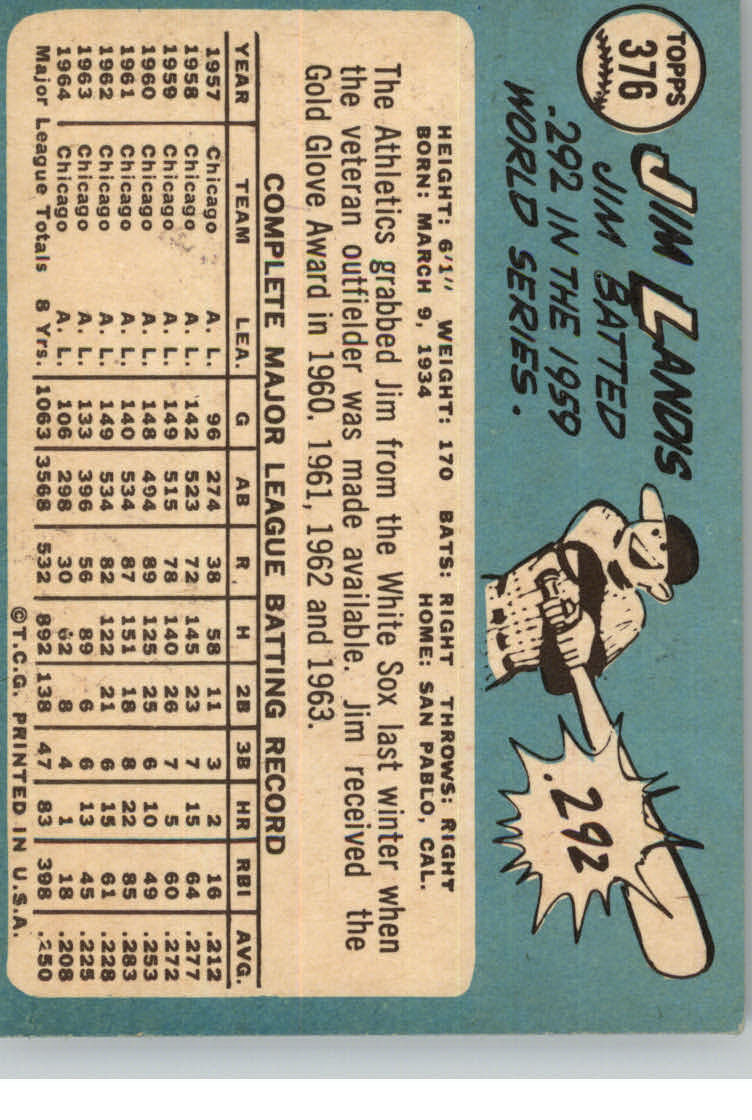 TOPPS
376
JIM LANDIS
JIM BATTED
.292 IN THE 1959
WORLD SERIES.
.292
HEIGHT: 6'1" WEIGHT: 170 BATS: RIGHT THROWS: RIGHT
BORN: MARCH 9, 1934 HOME: SAN PABLO, CAL.
The Athletics grabbed Jim from the White Sox last winter when
the veteran outfielder was made available. Jim received the
Gold Glove Award in 1960, 1961, 1962 and 1963.
COMPLETE MAJOR LEAGUE BATTING RECORD
YEAR TEAM LEA. G AB R H 2B 3B HR RBI AVG.
1957 Chicago A. L. 96 274 38 58 11 3 2 16 .212
1958 Chicago A. L. 142 523 72 145 23 7 15 64 .277
1959 Chicago A. L. 149 515 78 140 26 7 5 60 .272
1960 Chicago A. L. 148 494 89 125 25 6 10 49 .253
1961 Chicago A. L. 140 534 87 151 18 8 22 85 .283
1962 Chicago A. L. 149 534 82 122 21 6 15 61 .228
1963 Chicago A. L. 133 396 56 89 6 6 13 45 .225
1964 Chicago A. L. 106 298 30 62 8 4 1 18 .208
Major League Totals 8 Yrs. 1063 3568 532 892 138 47 83 398 .250
©T.C.G. PRINTED IN U.S.A.